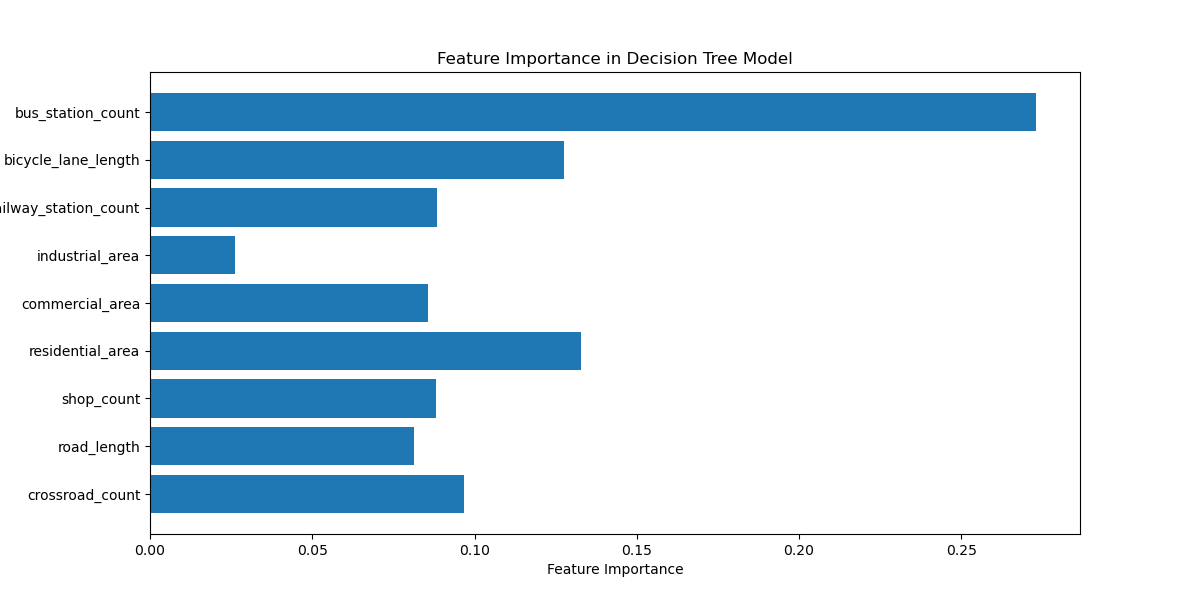 Feature Importance in Decision Tree Model
bus_station_count
bicycle_lane_length
ilway_station_count
industrial_area
commercial_area
residential_area
shop_count
road_length
crossroad_count
0.00 0.05 0.10 0.15 0.20 0.25
Feature Importance